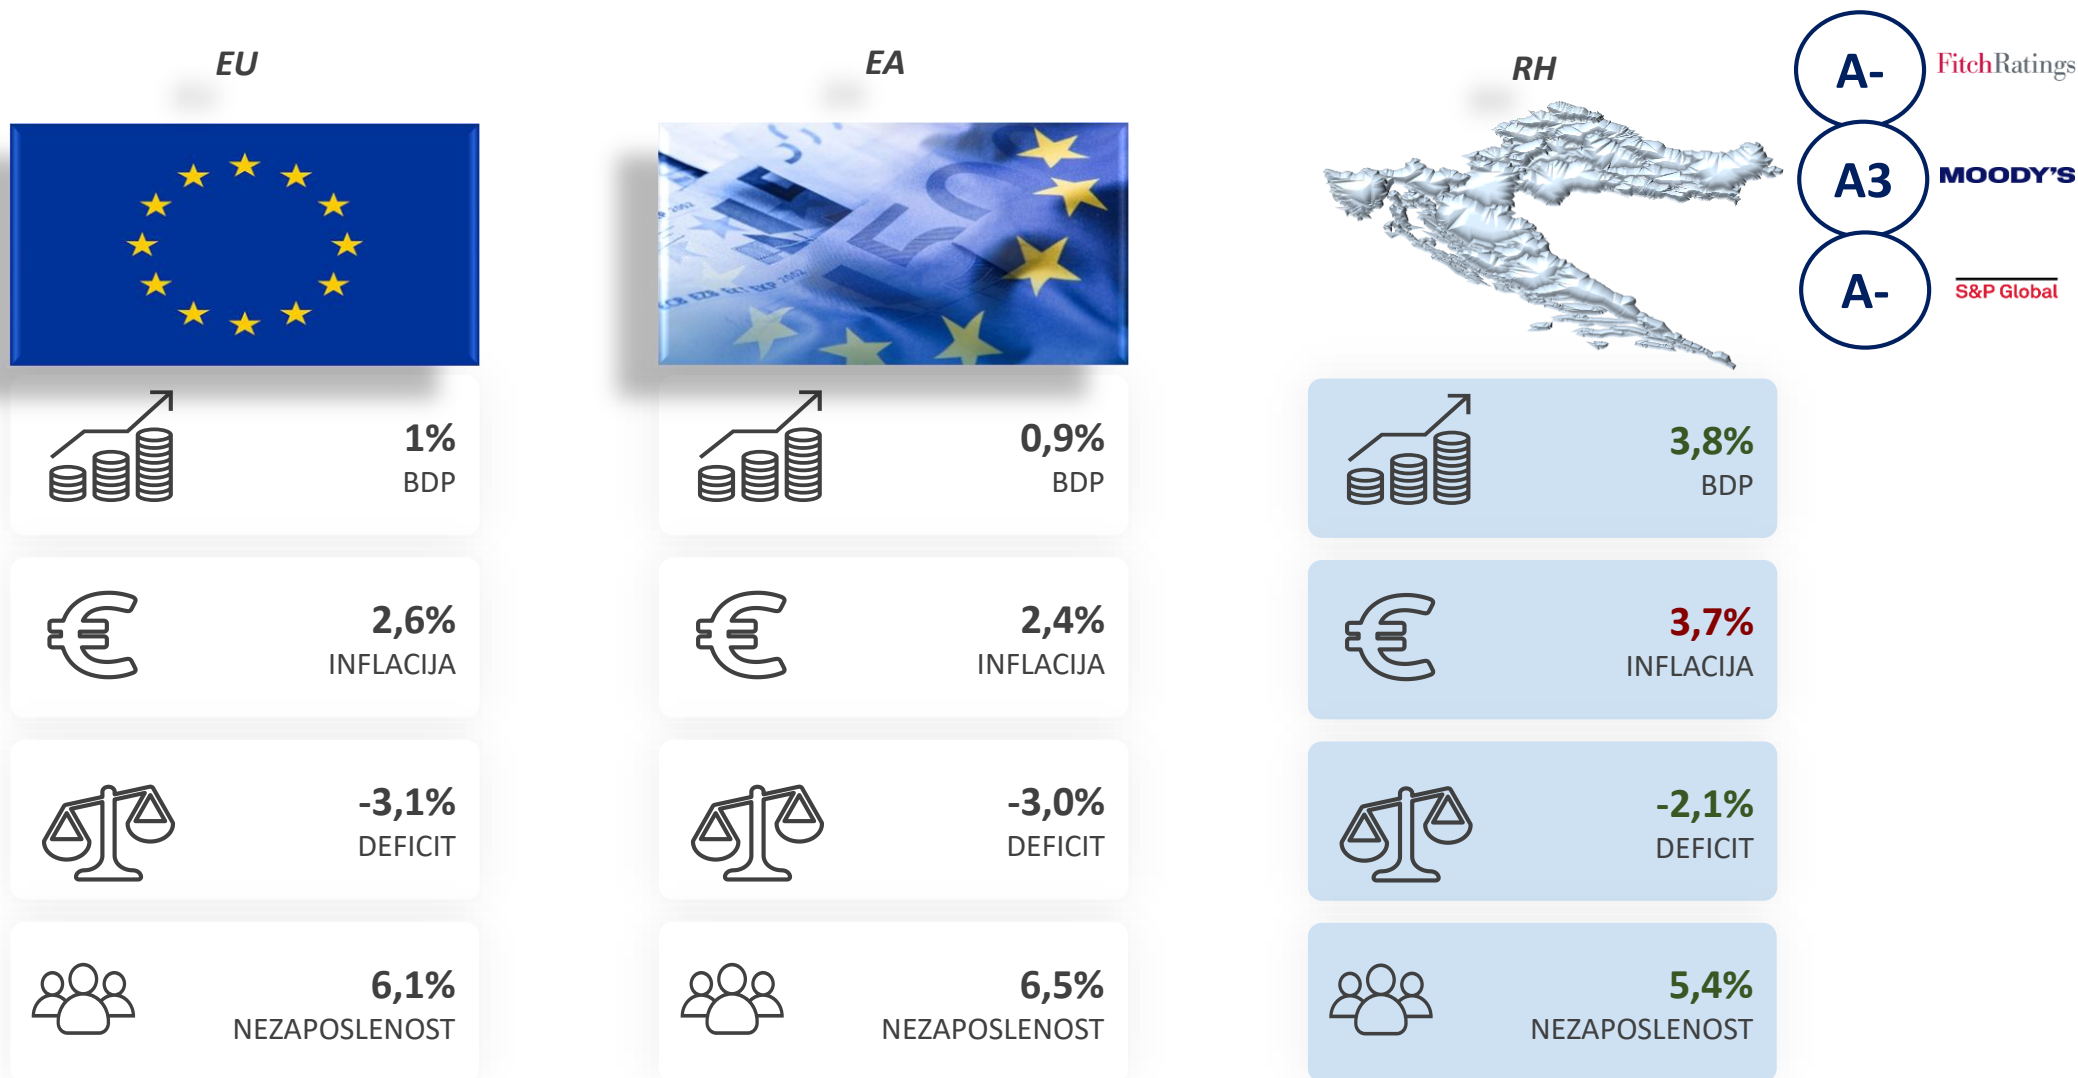 EU
1%
BDP
2,6%
INFLACIJA
-3,1%
DEFICIT
6,1%
NEZAPOSLENOST
EA
0,9%
BDP
2,4%
INFLACIJA
-3,0%
DEFICIT
6,5%
NEZAPOSLENOST
RH
A-
FitchRatings
A3
MOODY'S
A-
S&P Global
3,8%
BDP
3,7%
INFLACIJA
-2,1%
DEFICIT
5,4%
NEZAPOSLENOST